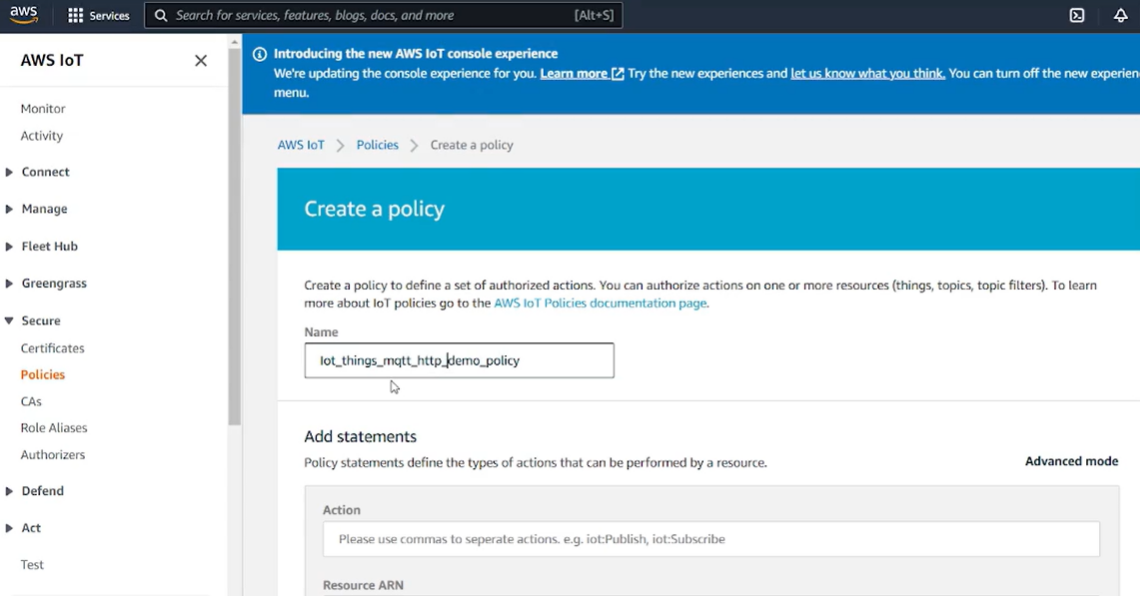 aws
Services
Search for services, features, blogs, docs, and more
[Alt+S]
AWS IoT
Monitor
Activity
Connect
Manage
Fleet Hub
Greengrass
Secure
Certificates
Policies
CAs
Role Aliases
Authorizers
Defend
Act
Test
Introducing the new AWS IoT console experience
We're updating the console experience for you. Learn more Try the new experiences and let us know what you think. You can turn off the new experien
menu.
AWS IoT > Policies > Create a policy
Create a policy
Create a policy to define a set of authorized actions. You can authorize actions on one or more resources (things, topics, topic filters). To learn
more about IoT policies go to the AWS IoT Policies documentation page.
Name
Iot_things_mqtt_http_demo_policy
Add statements
Policy statements define the types of actions that can be performed by a resource.
Advanced mode
Action
Please use commas to seperate actions. e.g. iot:Publish, iot:Subscribe
Resource ARN